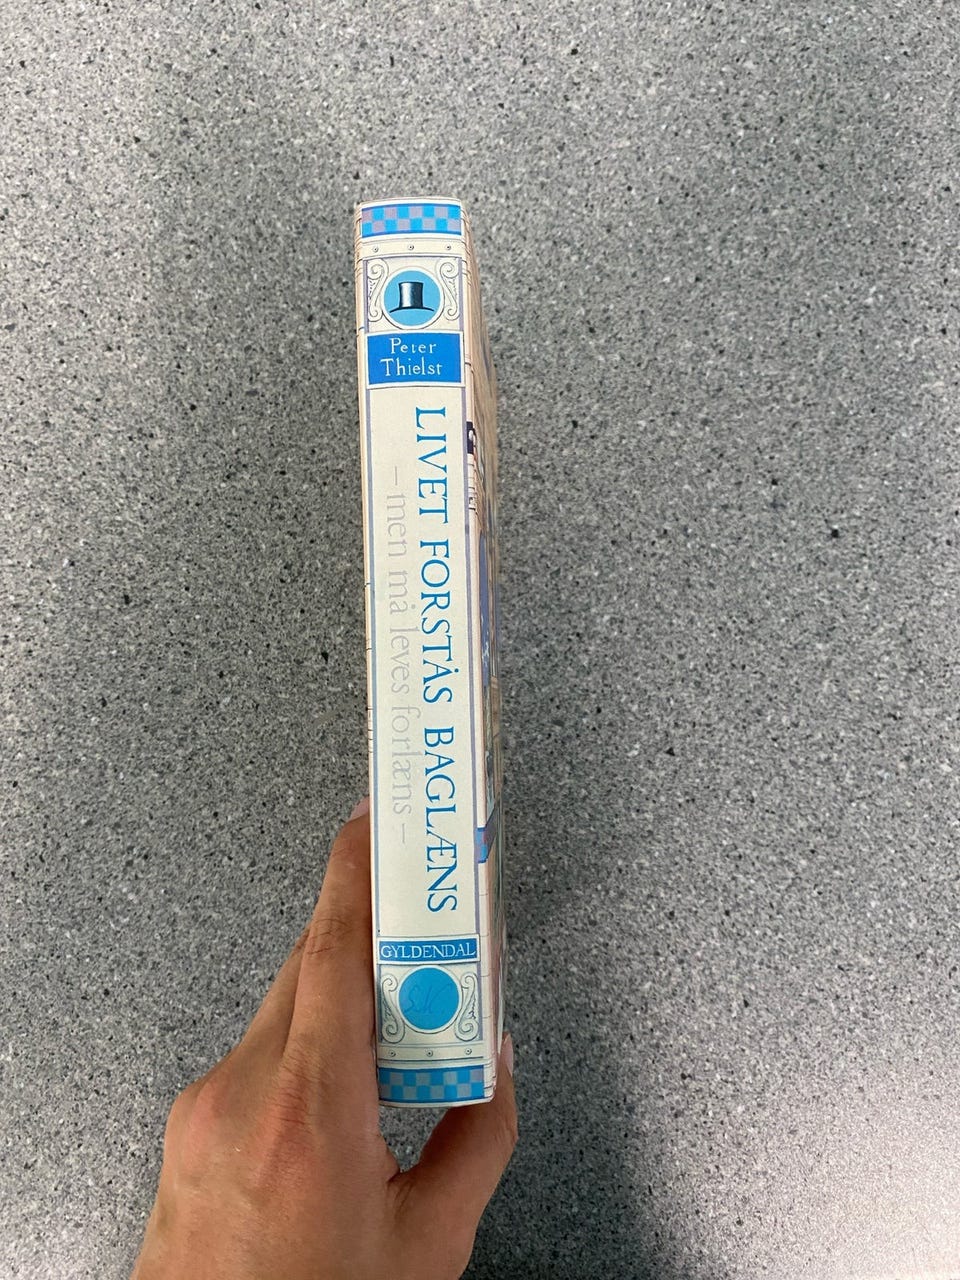 Peter
Thielst
LIVET FORSTÅS BAGLÆNS
– men må leves forlæns –
GYLDENDAL
S.K.